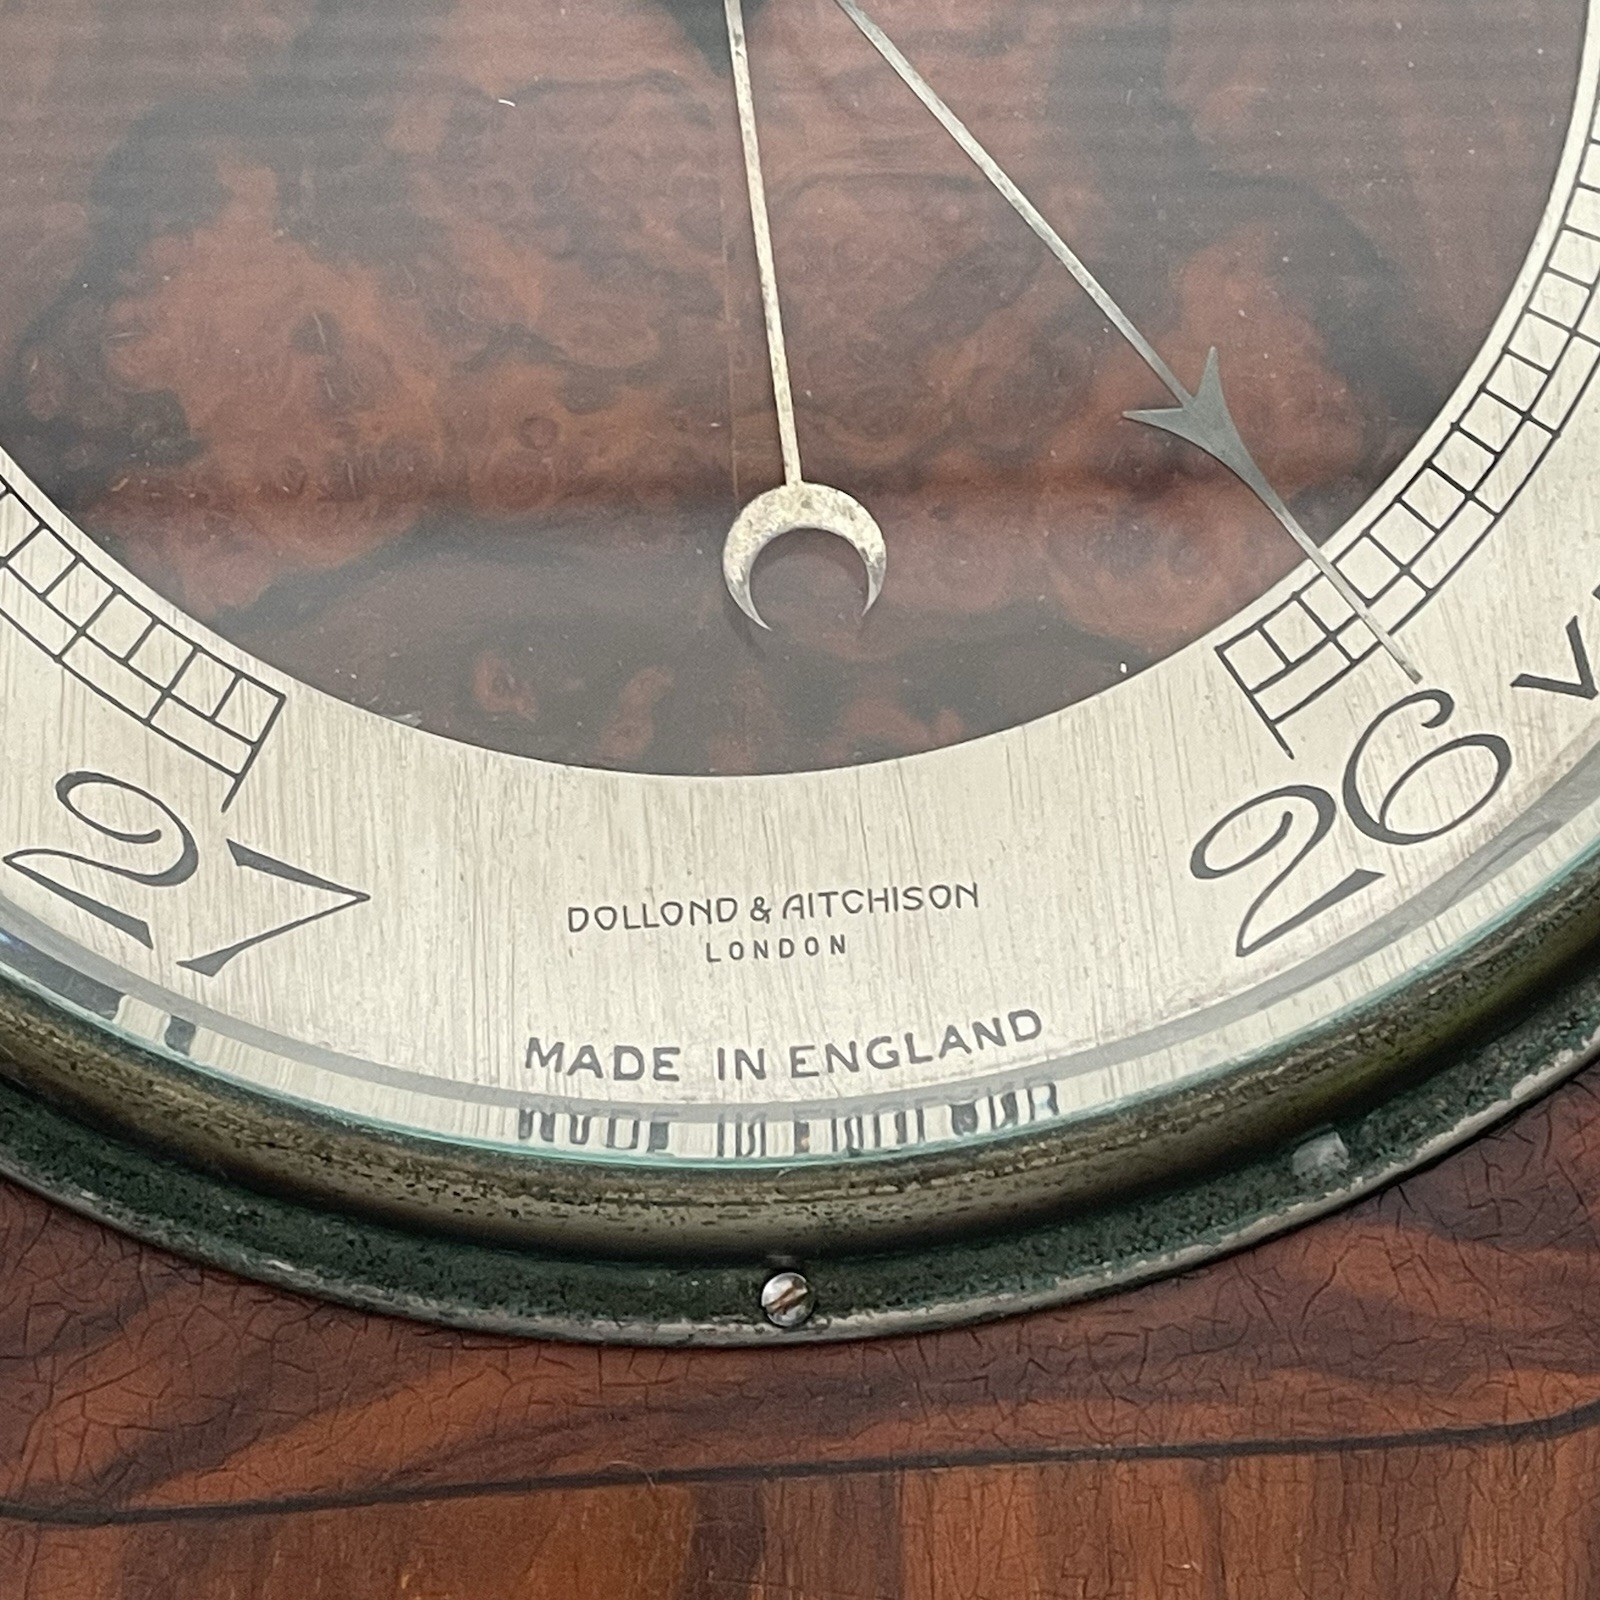 27
26
DOLLOND & AITCHISON
LONDON
MADE IN ENGLAND